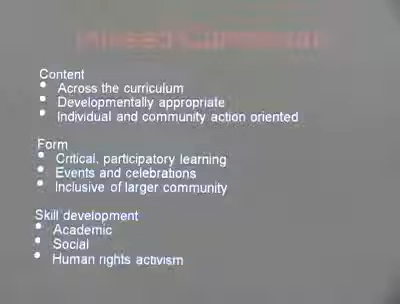 Content
• Across the curriculum
• Developmentally appropriate
• Individual and community action oriented
Form
• Critical, participatory learning
• Events and celebrations
• Inclusive of larger community
Skill development
• Academic
• Social
• Human rights activism